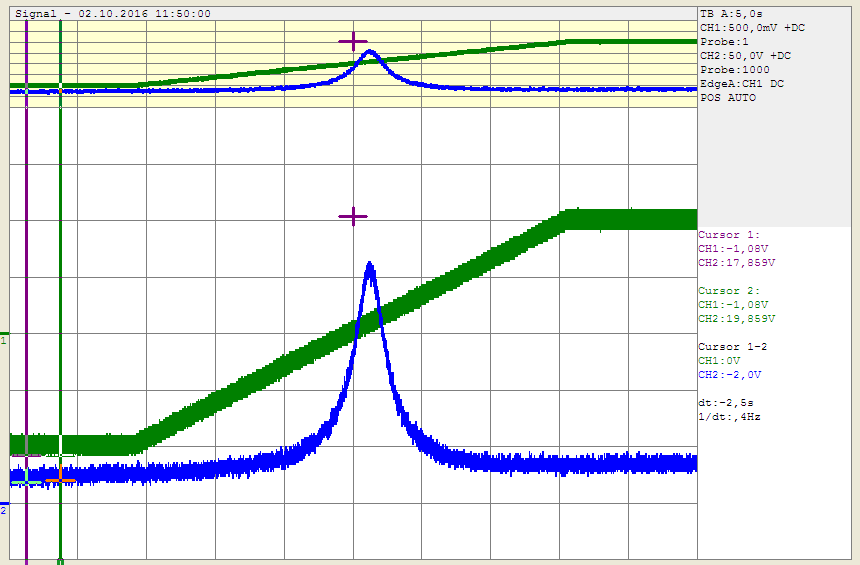 Signal - 02.10.2016 11:50:00
TB A:5,0s
CH1:500,0mV +DC
Probe:1
CH2:50,0V +DC
Probe:1000
EdgeA:CH1 DC
POS AUTO
Cursor 1:
CH1:-1,08V
CH2:17,859V
Cursor 2:
CH1:-1,08V
CH2:19,859V
Cursor 1-2
CH1:0V
CH2:-2,0V
dt:-2,5s
1/dt:,4Hz
1
2